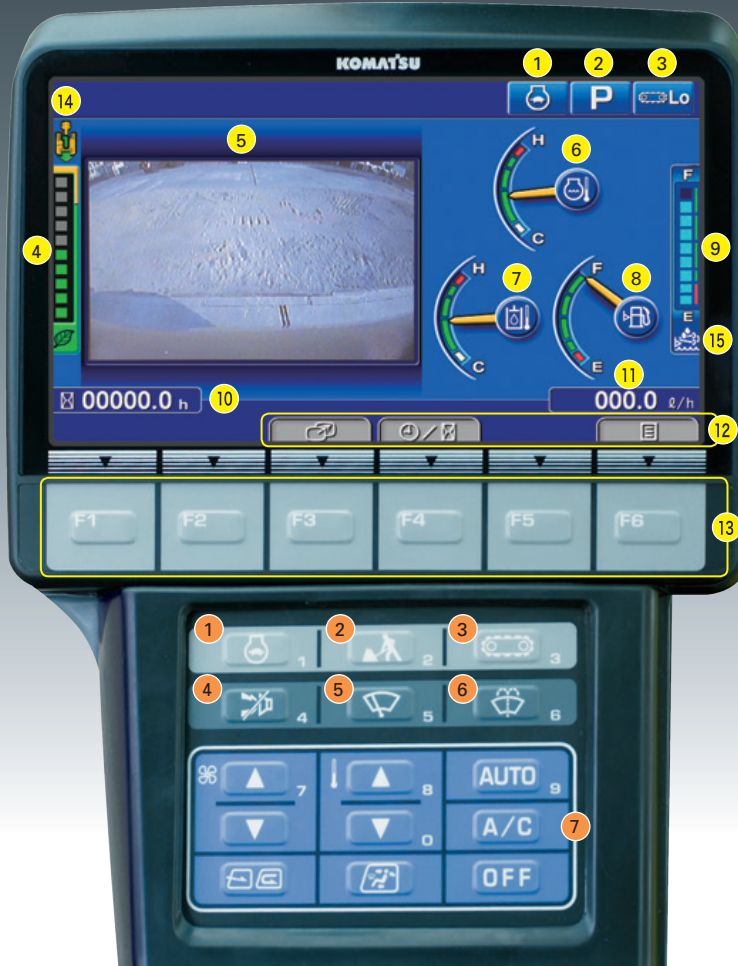 KOMATSU
1 2 3
P Lo
14
5
H
6
F
4
9
C
H
7
F
8
E
15
C
E
11
00000.0 h
10
000.0 ℓ/h
12
F1 F2 F3 F4 F5 F6
13
1 2 3
1 2 3
4 5 6
4 5 6
7 8 AUTO 9
0 A/C 7
OFF